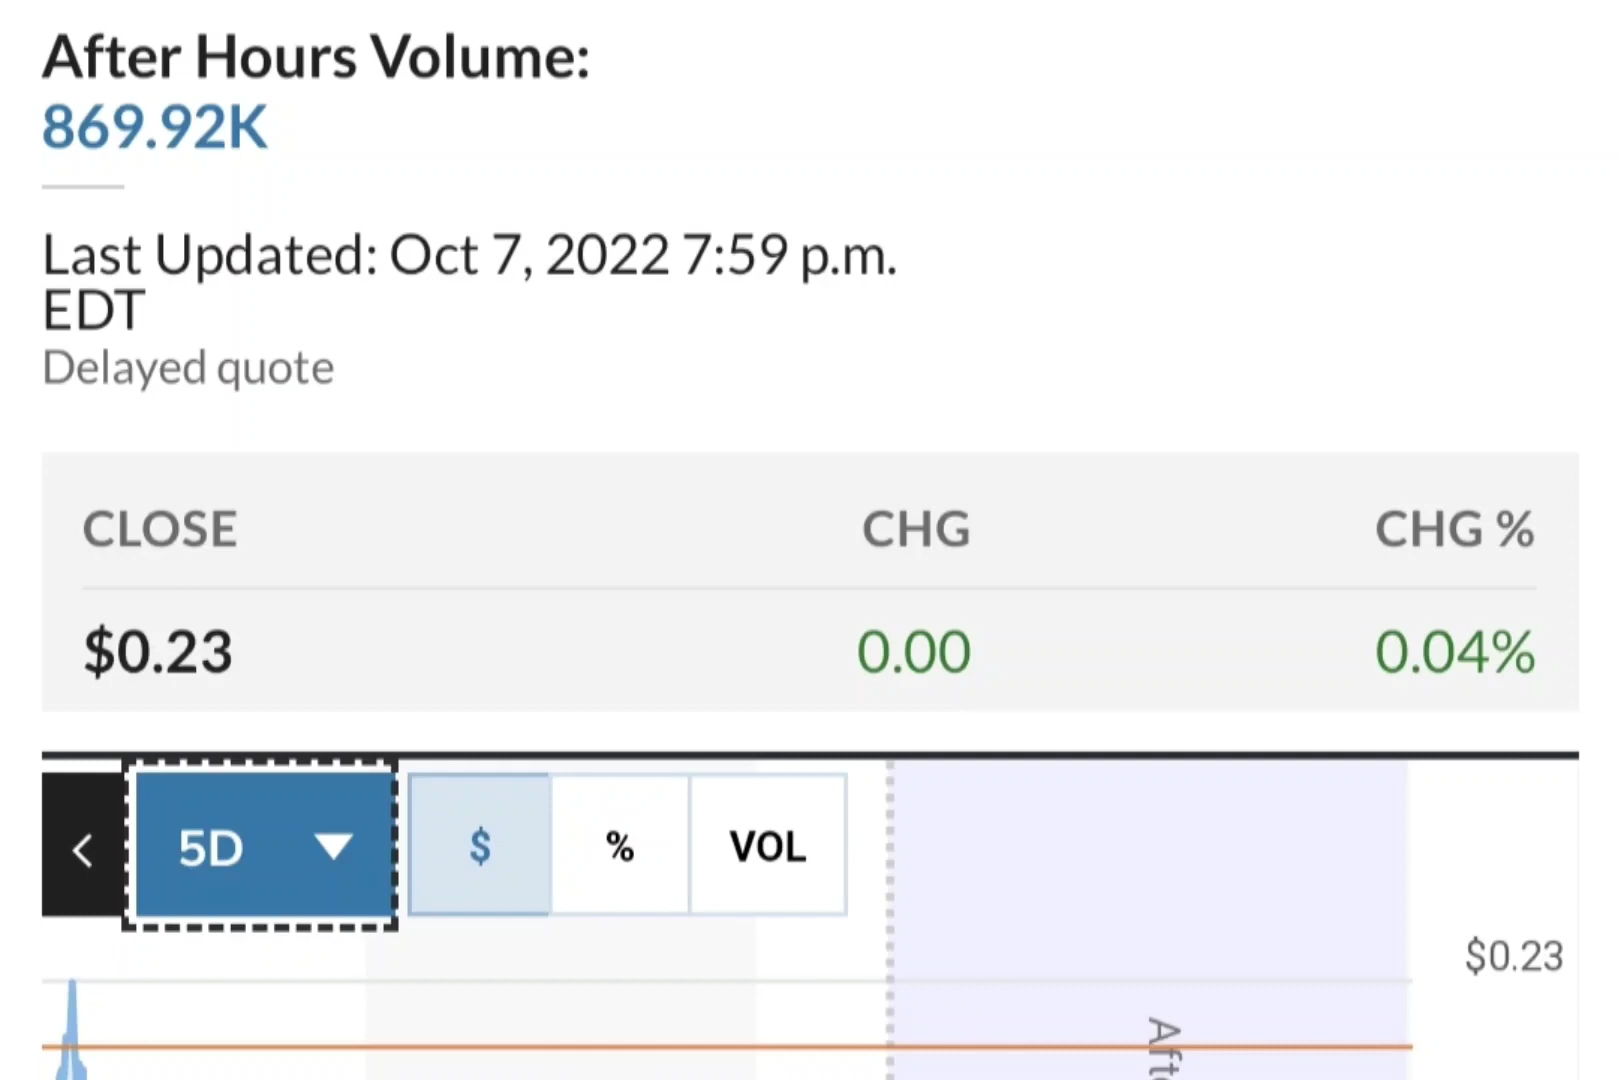 After Hours Volume:
869.92K
Last Updated: Oct 7, 2022 7:59 p.m.
EDT
Delayed quote
CLOSE CHG CHG %
$0.23 0.00 0.04%
5D $ % VOL
$0.23